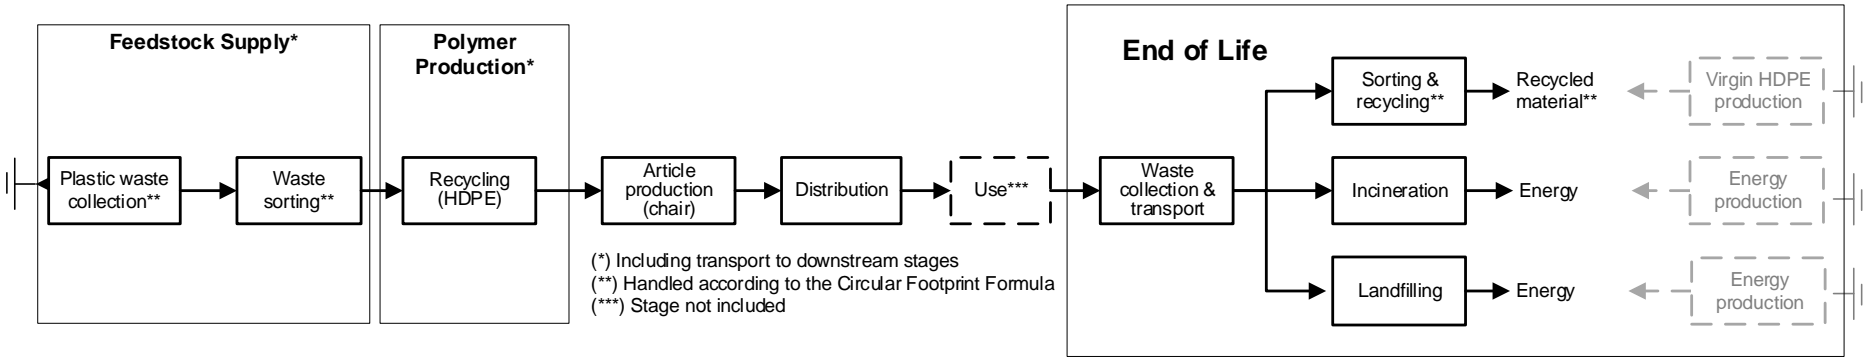 Feedstock Supply*
Polymer
Production*
End of Life
Plastic waste
collection**
Waste
sorting**
Recycling
(HDPE)
Article
production
(chair)
Distribution
Use***
Waste
collection &
transport
Sorting &
recycling**
Recycled
material**
Virgin HDPE
production
Incineration
Energy
Energy
production
Landfilling
Energy
Energy
production
(*) Including transport to downstream stages
(**) Handled according to the Circular Footprint Formula
(***) Stage not included